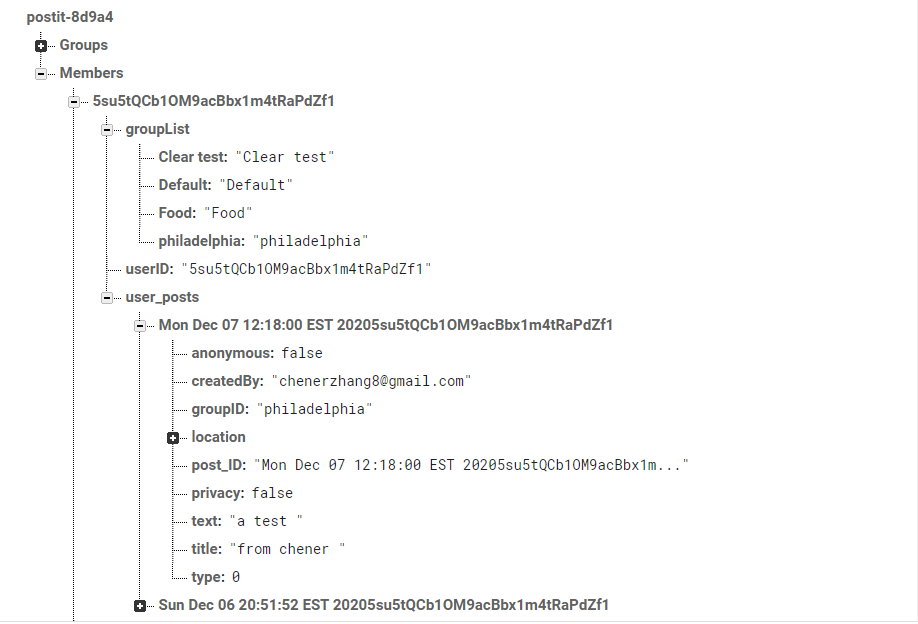 postit-8d9a4
Groups
Members
5su5tQCb1OM9acBbx1m4tRaPdZf1
groupList
Clear test: "Clear test"
Default: "Default"
Food: "Food"
philadelphia: "philadelphia"
userID: "5su5tQCb1OM9acBbx1m4tRaPdZf1"
user_posts
Mon Dec 07 12:18:00 EST 20205su5tQCb1OM9acBbx1m4tRaPdZf1
anonymous: false
createdBy: "chenerzhang8@gmail.com"
groupID: "philadelphia"
location
post_ID: "Mon Dec 07 12:18:00 EST 20205su5tQCb1OM9acBbx1m..."
privacy: false
text: "a test "
title: "from chener "
type: 0
Sun Dec 06 20:51:52 EST 20205su5tQCb1OM9acBbx1m4tRaPdZf1